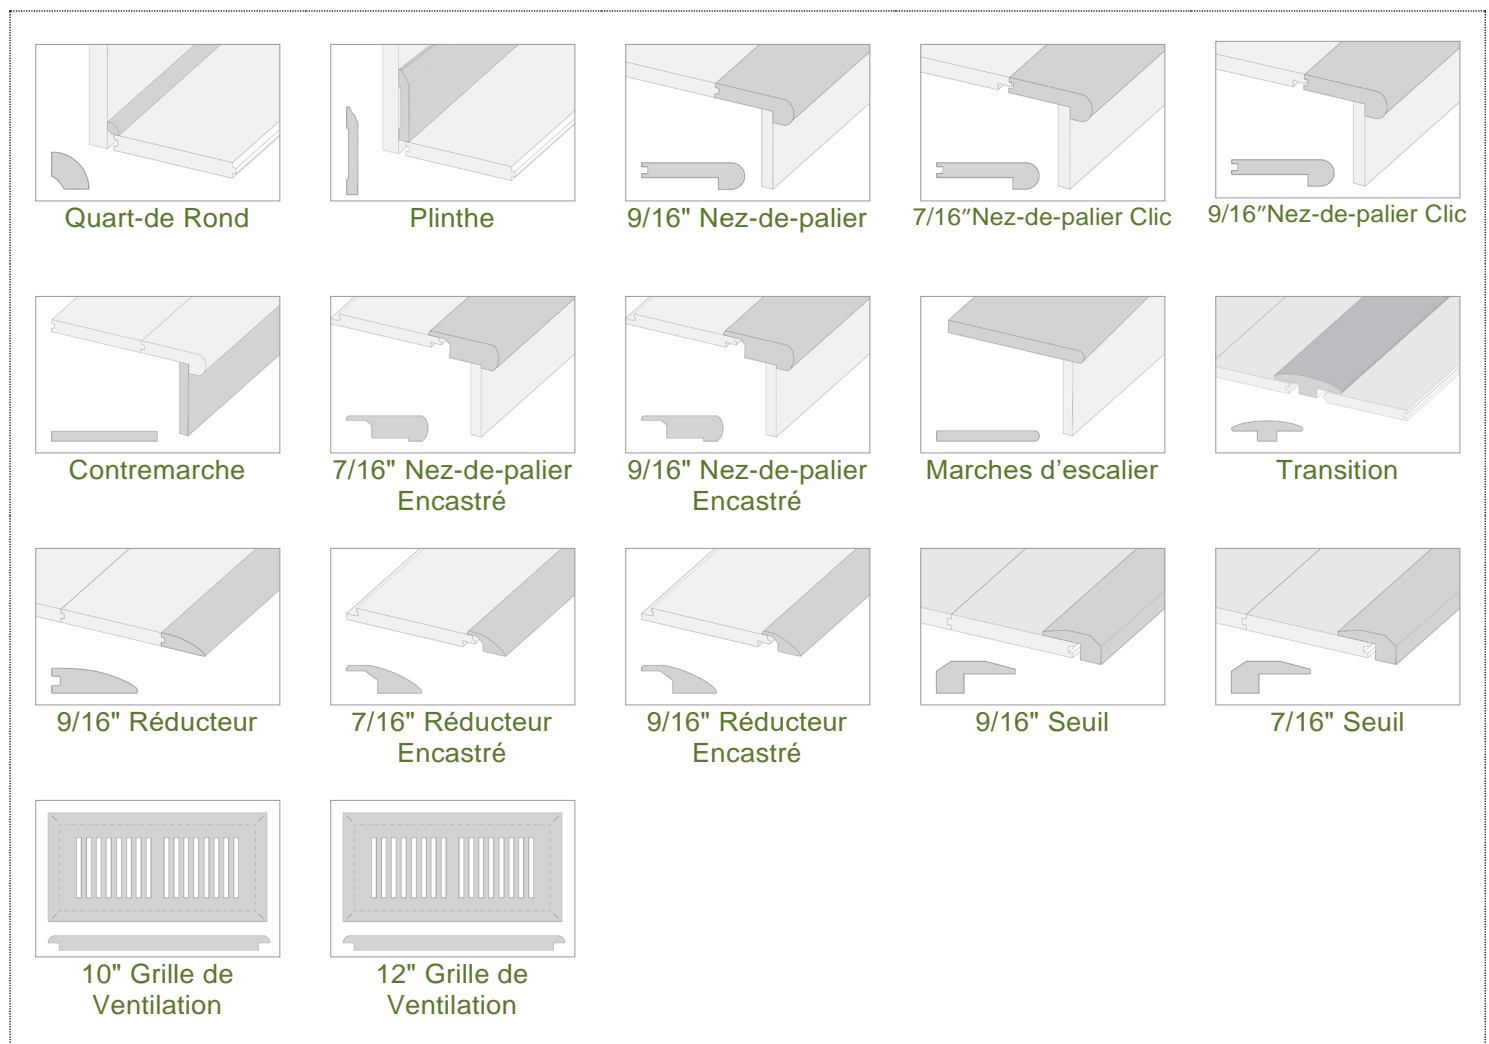 Quart-de Rond
Plinthe
9/16" Nez-de-palier
7/16″Nez-de-palier Clic
9/16″Nez-de-palier Clic
Contremarche
7/16" Nez-de-palier
Encastré
9/16" Nez-de-palier
Encastré
Marches d’escalier
Transition
9/16" Réducteur
7/16" Réducteur
Encastré
9/16" Réducteur
Encastré
9/16" Seuil
7/16" Seuil
10" Grille de
Ventilation
12" Grille de
Ventilation